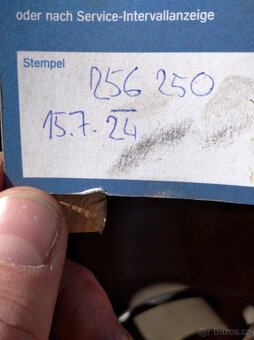 oder nach Service-Intervallanzeige
Stempel
256 250
15.7. 24
Bazos.cz